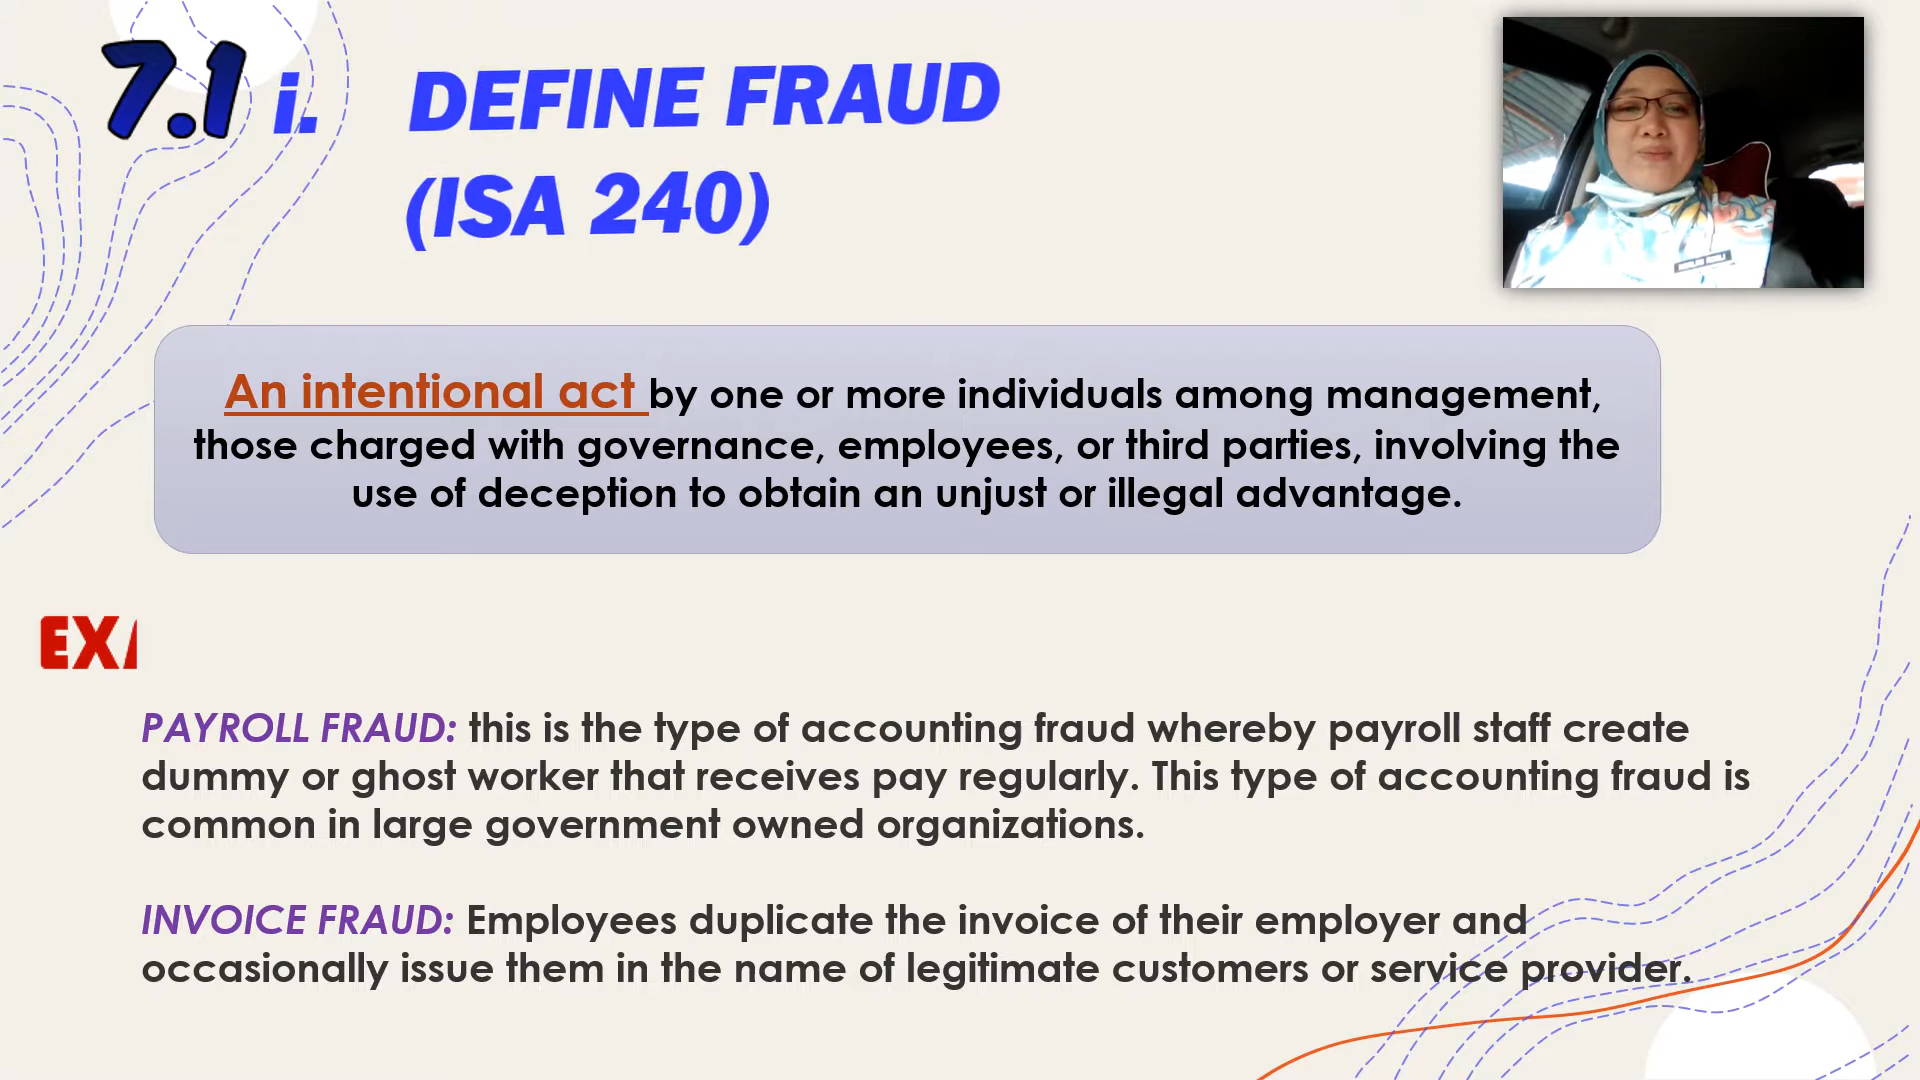 7.1 i. DEFINE FRAUD
(ISA 240)
An intentional act by one or more individuals among management,
those charged with governance, employees, or third parties, involving the
use of deception to obtain an unjust or illegal advantage.
EX
PAYROLL FRAUD: this is the type of accounting fraud whereby payroll staff create
dummy or ghost worker that receives pay regularly. This type of accounting fraud is
common in large government owned organizations.
INVOICE FRAUD: Employees duplicate the invoice of their employer and
occasionally issue them in the name of legitimate customers or service provider.